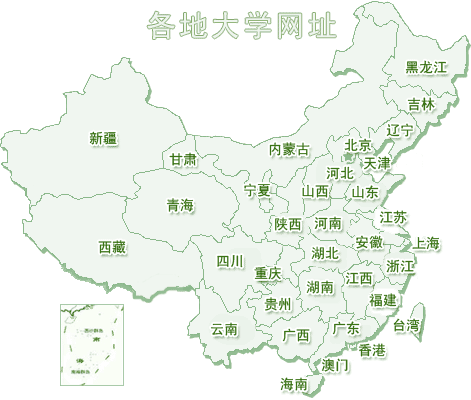 各地大学网址
黑龙江
吉林
辽宁
新疆
内蒙古
北京
甘肃
天津
河北
宁夏
山西
山东
青海
江苏
陕西
河南
西藏
安徽
上海
四川
湖北
浙江
重庆
江西
湖南
福建
贵州
云南
广东
台湾
广西
香港
澳门
海南
南
海